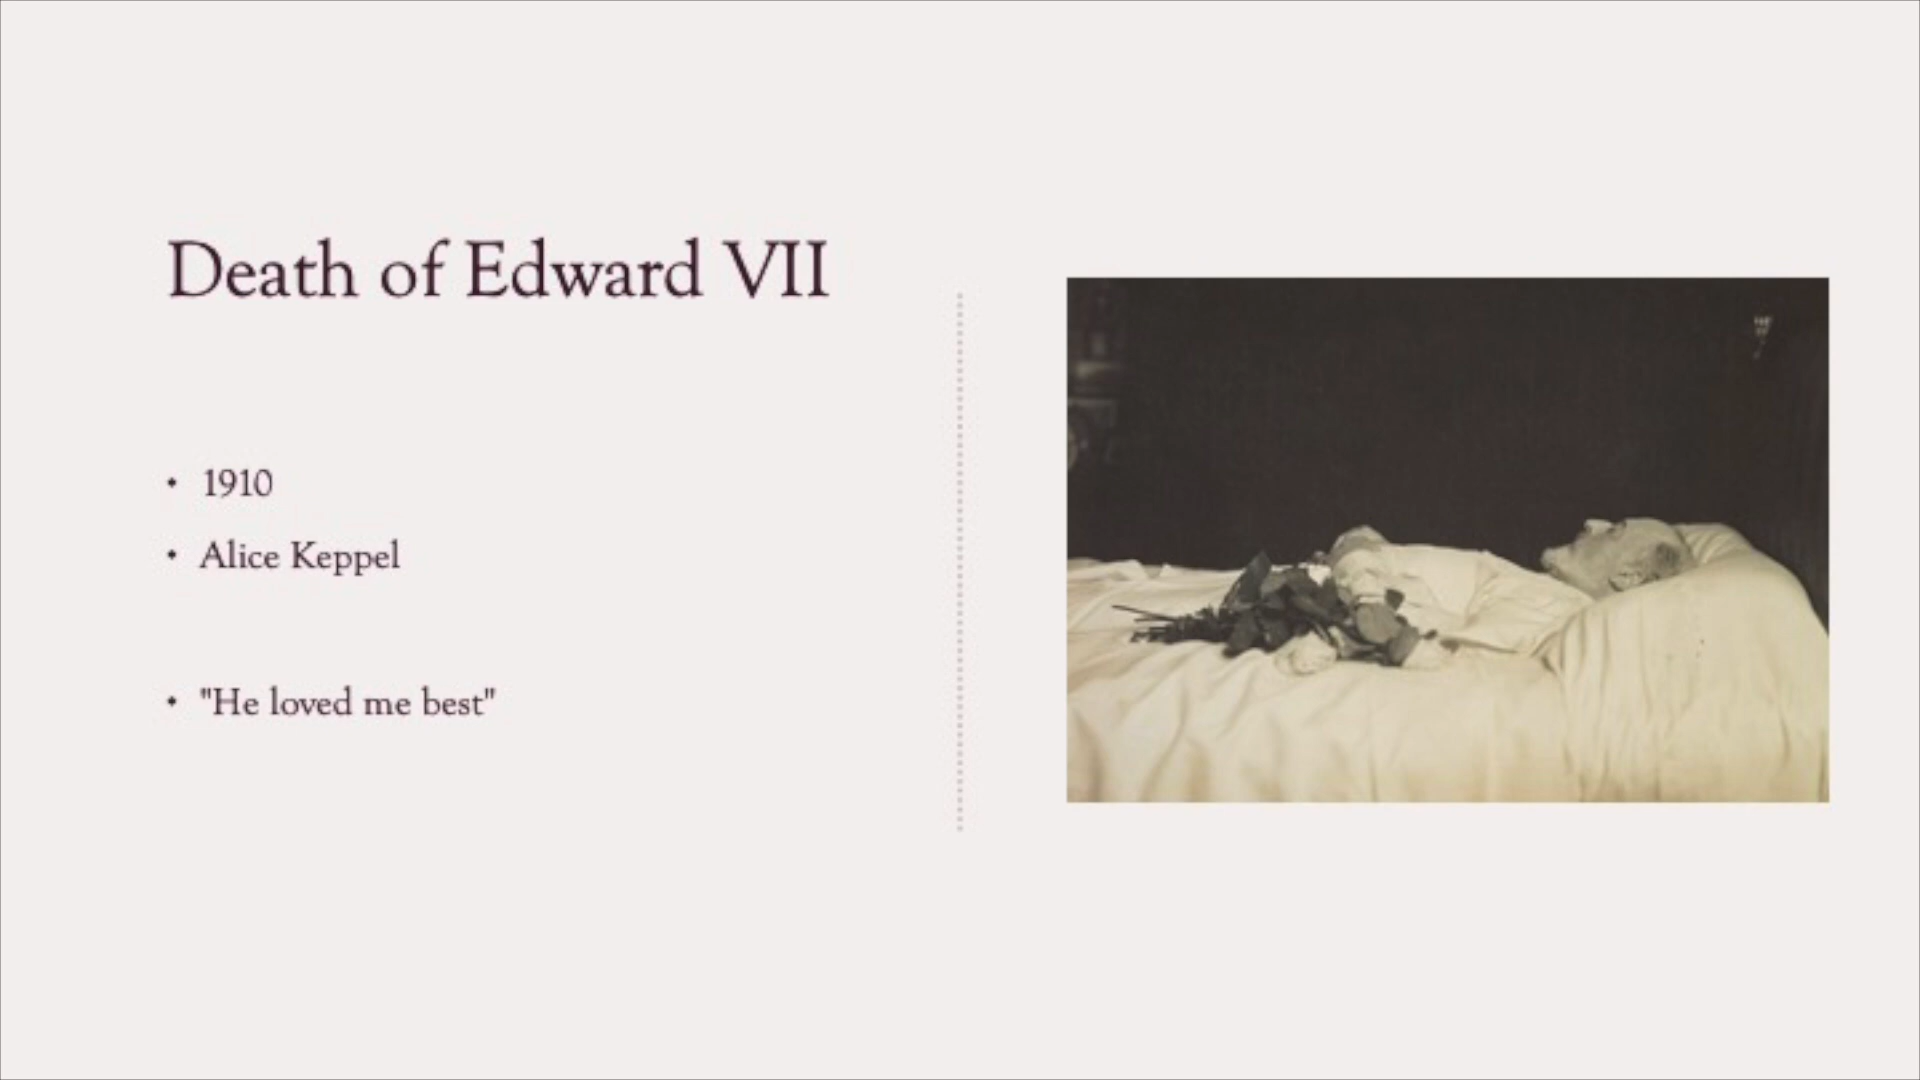 Death of Edward VII
• 1910
• Alice Keppel
• "He loved me best"